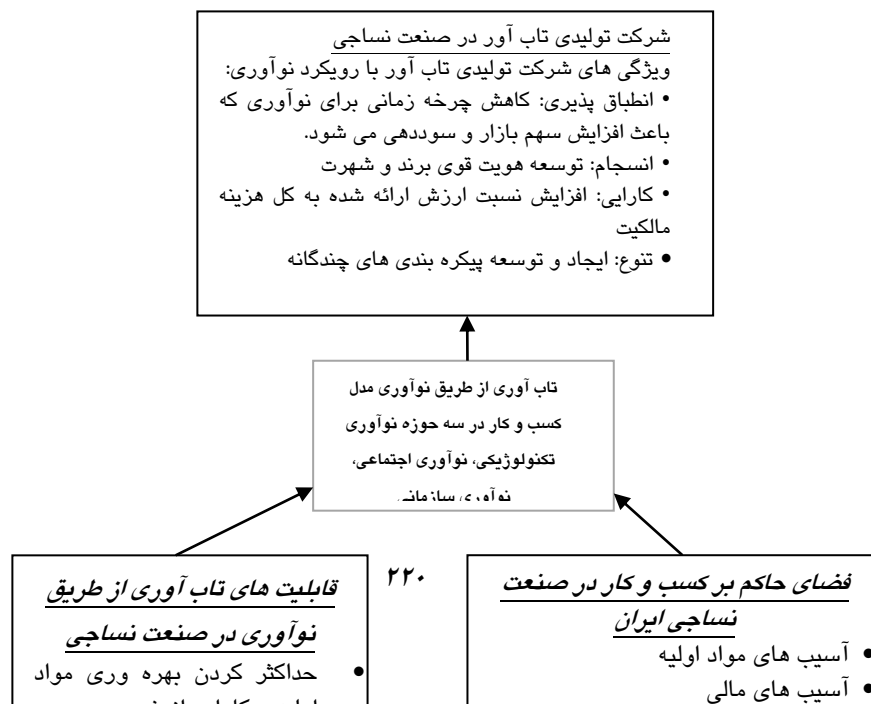 شرکت تولیدی تاب آور در صنعت نساجی
ویژگی های شرکت تولیدی تاب آور با رویکرد نوآوری:
• انطباق پذیری: کاهش چرخه زمانی برای نوآوری که
باعث افزایش سهم بازار و سوددهی می شود.
• انسجام: توسعه هویت قوی برند و شهرت
• کارایی: افزایش نسبت ارزش ارائه شده به کل هزینه
مالکیت
• تنوع: ایجاد و توسعه پیکره بندی های چندگانه
تاب آوری از طریق نوآوری مدل
کسب و کار در سه حوزه نوآوری
تکنولوژیکی، نوآوری اجتماعی،
نوآوری سازمانی
فضای حاکم بر کسب و کار در صنعت
نساجی ایران
• آسیب های مواد اولیه
• آسیب های مالی
۲۲۰
قابلیت های تاب آوری از طریق
نوآوری در صنعت نساجی
• حداکثر کردن بهره وری مواد